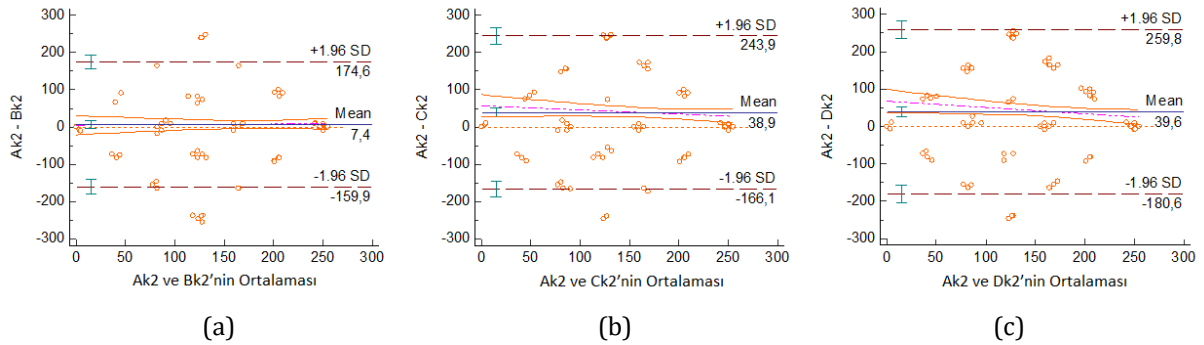 300
200
100
0
-100
-200
-300
Ak2 - Bk2
0 50 100 150 200 250 300
Ak2 ve Bk2’nin Ortalaması
+1.96 SD
174,6
Mean
7,4
-1.96 SD
-159,9
(a)
300
200
100
0
-100
-200
-300
Ak2 - Ck2
0 50 100 150 200 250 300
Ak2 ve Ck2’nin Ortalaması
+1.96 SD
243,9
Mean
38,9
-1.96 SD
-166,1
(b)
300
200
100
0
-100
-200
-300
Ak2 - Dk2
0 50 100 150 200 250 300
Ak2 ve Dk2’nin Ortalaması
+1.96 SD
259,8
Mean
39,6
-1.96 SD
-180,6
(c)